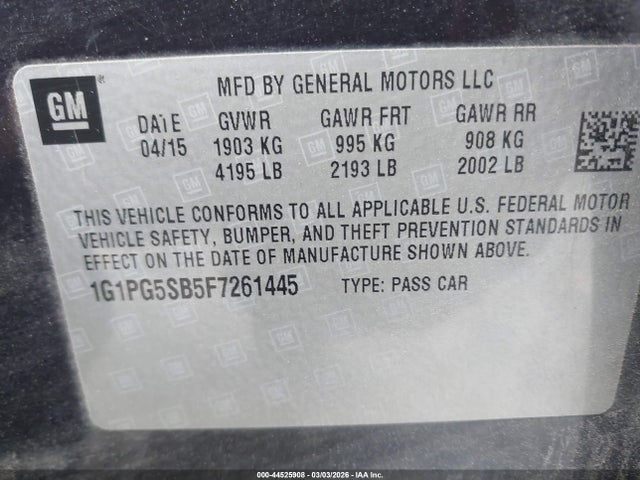 GM
MFD BY GENERAL MOTORS LLC
DATE GVWR GAWR FRT GAWR RR
04/15 1903 KG 995 KG 908 KG
4195 LB 2193 LB 2002 LB
THIS VEHICLE CONFORMS TO ALL APPLICABLE U.S. FEDERAL MOTOR
VEHICLE SAFETY, BUMPER, AND THEFT PREVENTION STANDARDS IN
EFFECT ON THE DATE OF MANUFACTURE SHOWN ABOVE.
1G1PG5SB5F7261445 TYPE: PASS CAR
000-44525908 - 03/03/2026 - IAA Inc.